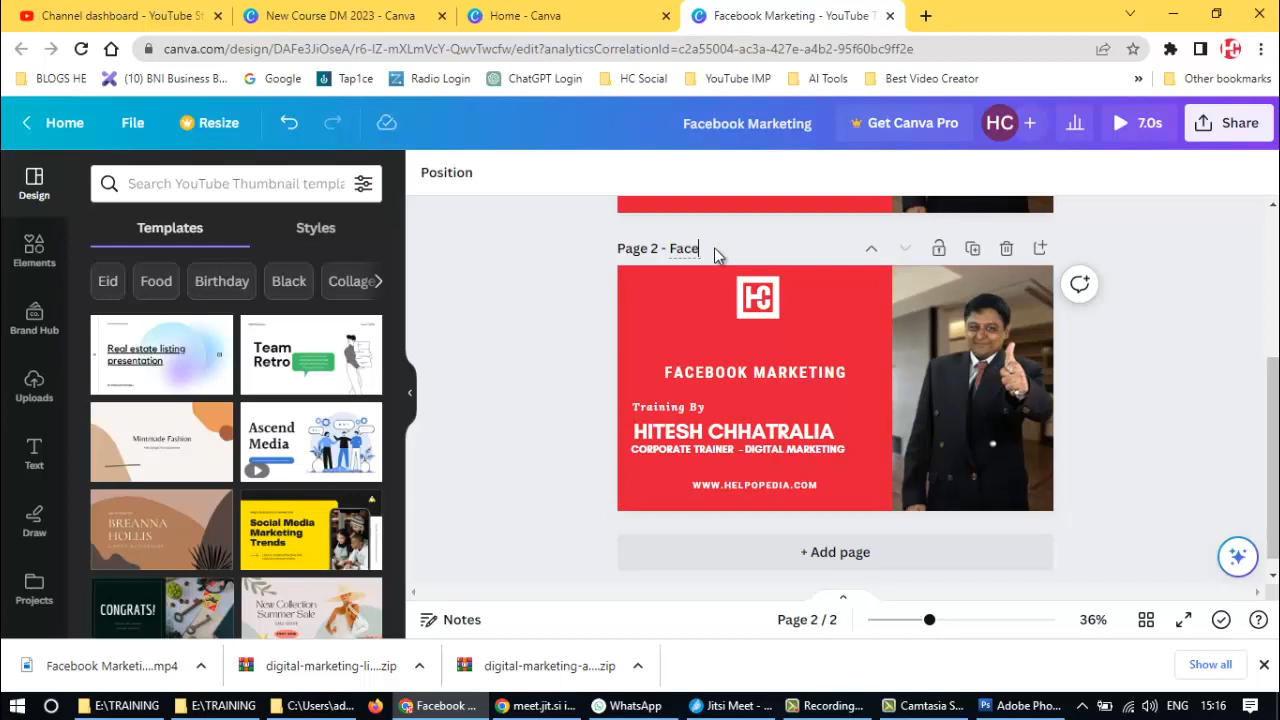 Channel dashboard - YouTube St
New Course DM 2023 - Canva
Home - Canva
Facebook Marketing - YouTube T
canva.com/design/DAFe3JiOseA/r6-IZ-mXLmVcY-QwvTwcfw/edit?analyticsCorrelationId=c2a55004-ac3a-427e-a4b2-95f60bc9ff2e
BLOGS HE
(10) BNI Business B...
Google
Tap1ce
Radio Login
ChatGPT Login
HC Social
YouTube IMP
AI Tools
Best Video Creator
»
Other bookmarks
Home
File
Resize
Facebook Marketing
Get Canva Pro
HC
+
7.0s
Share
Design
Elements
Brand Hub
Uploads
Text
Draw
Projects
Search YouTube Thumbnail templa
Templates
Styles
Eid
Food
Birthday
Black
Collage
Real estate listing
presentation
Team
Retro
Mintmade Fashion
Ascend
Media
BREANNA
HOLLIS
Social Media
Marketing
Trends
CONGRATS!
New Collection
Summer Sale
Position
Page 2 - Face
HC
FACEBOOK MARKETING
Training By
HITESH CHHATRALIA
CORPORATE TRAINER - DIGITAL MARKETING
WWW.HELPOPEDIA.COM
+ Add page
Notes
Page 2 / 2
36%
Facebook Marketi....mp4
digital-marketing-li....zip
digital-marketing-a....zip
Show all
E:\TRAINING
E:\TRAINING
C:\Users\ad...
Facebook ...
meet.jit.si i...
WhatsApp
Jitsi Meet - ...
Recording...
Camtasia S...
Adobe Pho...
ENG
15:16